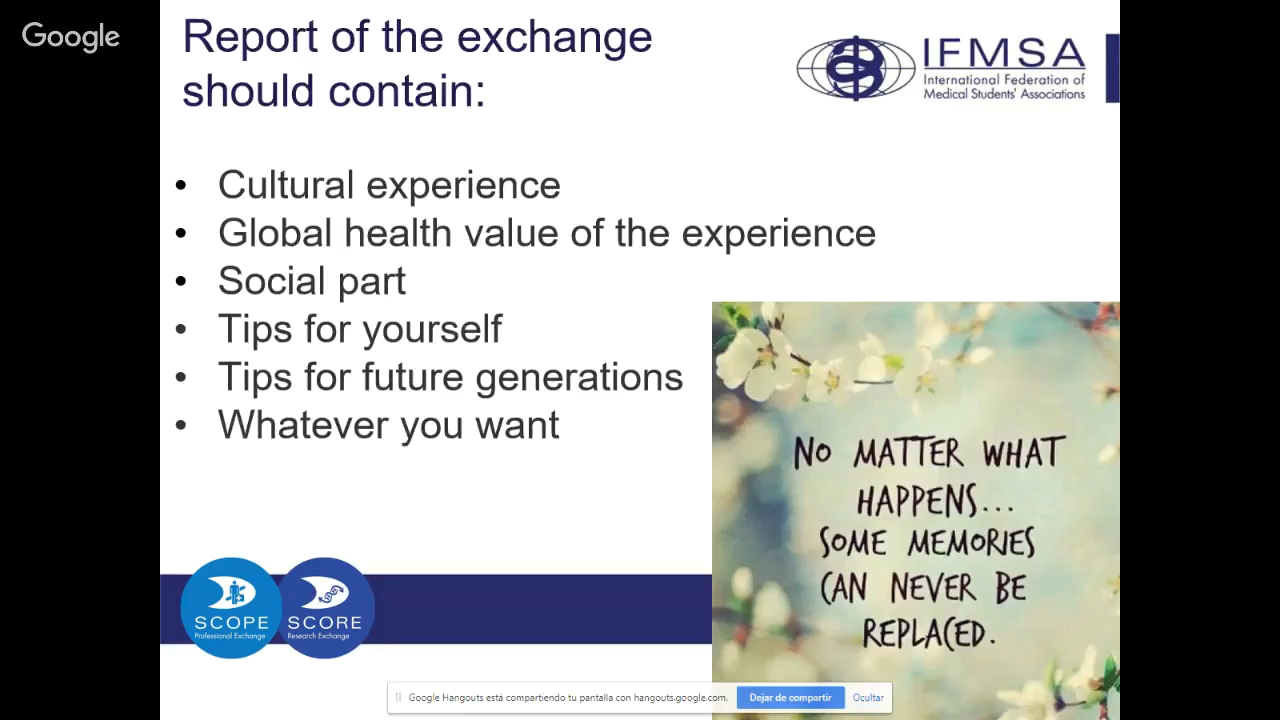 Google
Report of the exchange
should contain:
IFMSA
International Federation of
Medical Students' Associations
• Cultural experience
• Global health value of the experience
• Social part
• Tips for yourself
• Tips for future generations
• Whatever you want
NO MATTER WHAT
HAPPENS...
SOME MEMORIES
CAN NEVER BE
REPLACED.
SCOPE
Professional Exchange
SCORE
Research Exchange
Google Hangouts está compartiendo tu pantalla con hangouts.google.com.
Dejar de compartir
Ocultar